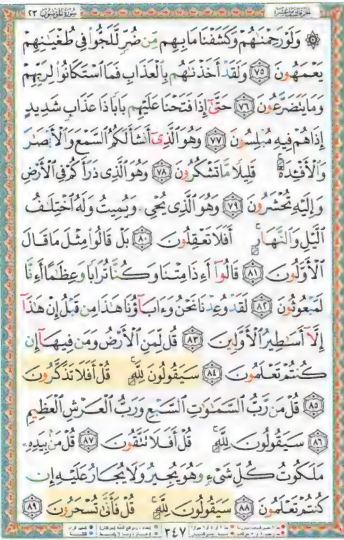 سورة المؤمنون ٢٣
۞ وَلَوْ رَحِمْنَٰهُمْ وَكَشَفْنَا مَا بِهِم مِّن ضُرٍّ لَّلَجُّوا۟ فِى طُغْيَٰنِهِمْ
يَعْمَهُونَ ٧٥ وَلَقَدْ أَخَذْنَٰهُم بِٱلْعَذَابِ فَمَا ٱسْتَكَانُوا۟ لِرَبِّهِمْ
وَمَا يَتَضَرَّعُونَ ٧٦ حَتَّىٰٓ إِذَا فَتَحْنَا عَلَيْهِم بَابًا ذَا عَذَابٍ شَدِيدٍ
إِذَا هُمْ فِيهِ مُبْلِسُونَ ٧٧ وَهُوَ ٱلَّذِىٓ أَنشَأَ لَكُمُ ٱلسَّمْعَ وَٱلْأَبْصَٰرَ
وَٱلْأَفْـِٔدَةَ ۚ قَلِيلًا مَّا تَشْكُرُونَ ٧٨ وَهُوَ ٱلَّذِى ذَرَأَكُمْ فِى ٱلْأَرْضِ
وَإِلَيْهِ تُحْشَرُونَ ٧٩ وَهُوَ ٱلَّذِى يُحْىِۦ وَيُمِيتُ وَلَهُ ٱخْتِلَٰفُ
ٱلَّيْلِ وَٱلنَّهَارِ ۚ أَفَلَا تَعْقِلُونَ ٨٠ بَلْ قَالُوا۟ مِثْلَ مَا قَالَ
ٱلْأَوَّلُونَ ٨١ قَالُوٓا۟ أَءِذَا مِتْنَا وَكُنَّا تُرَابًا وَعِظَٰمًا أَءِنَّا
لَمَبْعُوثُونَ ٨٢ لَقَدْ وُعِدْنَا نَحْنُ وَءَابَآؤُنَا هَٰذَا مِن قَبْلُ إِنْ هَٰذَآ
إِلَّآ أَسَٰطِيرُ ٱلْأَوَّلِينَ ٨٣ قُل لِّمَنِ ٱلْأَرْضُ وَمَن فِيهَآ إِن
كُنتُمْ تَعْلَمُونَ ٨٤ سَيَقُولُونَ لِلَّهِ ۚ قُلْ أَفَلَا تَذَكَّرُونَ
٨٥ قُلْ مَن رَّبُّ ٱلسَّمَٰوَٰتِ ٱلسَّبْعِ وَرَبُّ ٱلْعَرْشِ ٱلْعَظِيمِ
٨٦ سَيَقُولُونَ لِلَّهِ ۚ قُلْ أَفَلَا تَتَّقُونَ ٨٧ قُلْ مَنۢ بِيَدِهِۦ
مَلَكُوتُ كُلِّ شَىْءٍ وَهُوَ يُجِيرُ وَلَا يُجَارُ عَلَيْهِ إِن
كُنتُمْ تَعْلَمُونَ ٨٨ سَيَقُولُونَ لِلَّهِ ۚ قُلْ فَأَنَّىٰ تُسْحَرُونَ ٨٩
٣٤٧